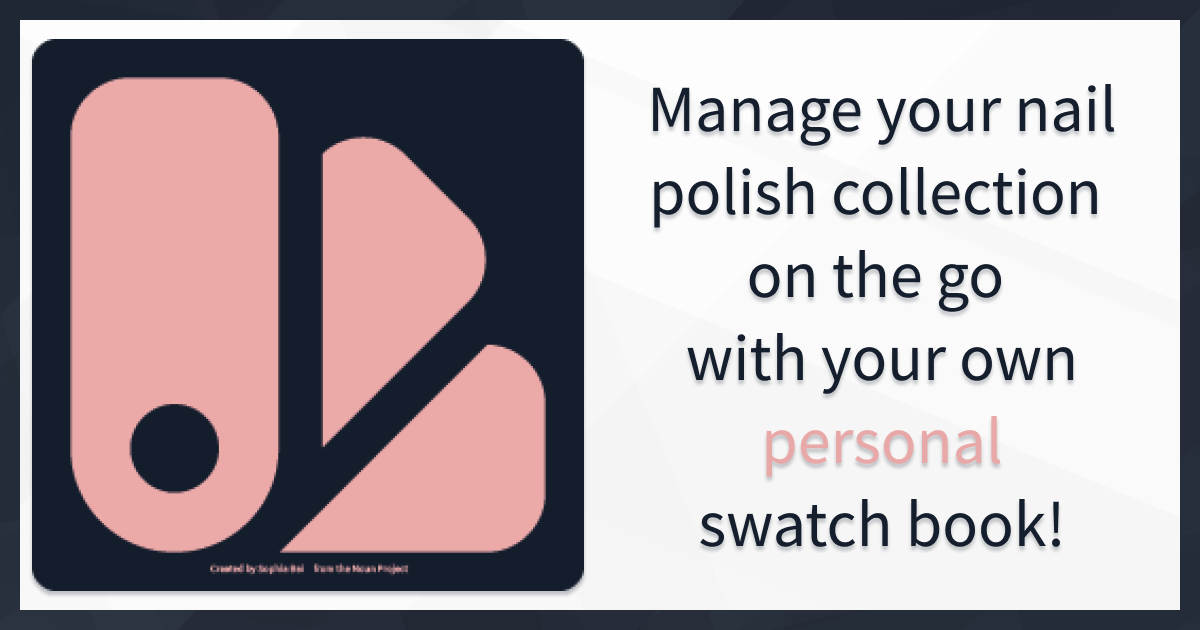 Manage your nail
polish collection
on the go
with your own
personal
swatch book!
Created by Sophia Bai from the Noun Project